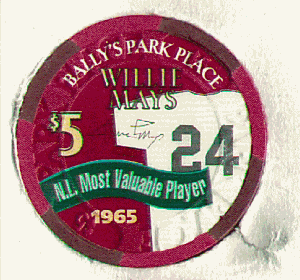 BALLY'S PARK PLACE
WILLIE
MAYS
$5
24
N.L. Most Valuable Player
1965